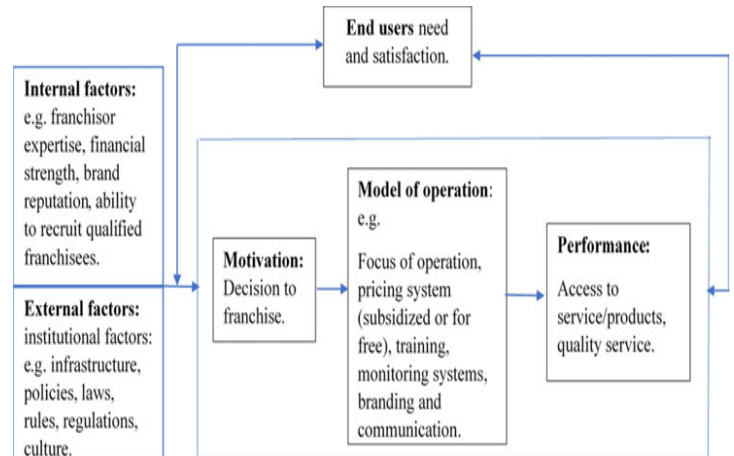 End users need
and satisfaction.
Internal factors:
e.g. franchisor
expertise, financial
strength, brand
reputation, ability
to recruit qualified
franchisees.
External factors:
institutional factors:
e.g. infrastructure,
policies, laws,
rules, regulations,
culture.
Motivation:
Decision to
franchise.
Model of operation:
e.g.
Focus of operation,
pricing system
(subsidized or for
free), training,
monitoring systems,
branding and
communication.
Performance:
Access to
service/products,
quality service.